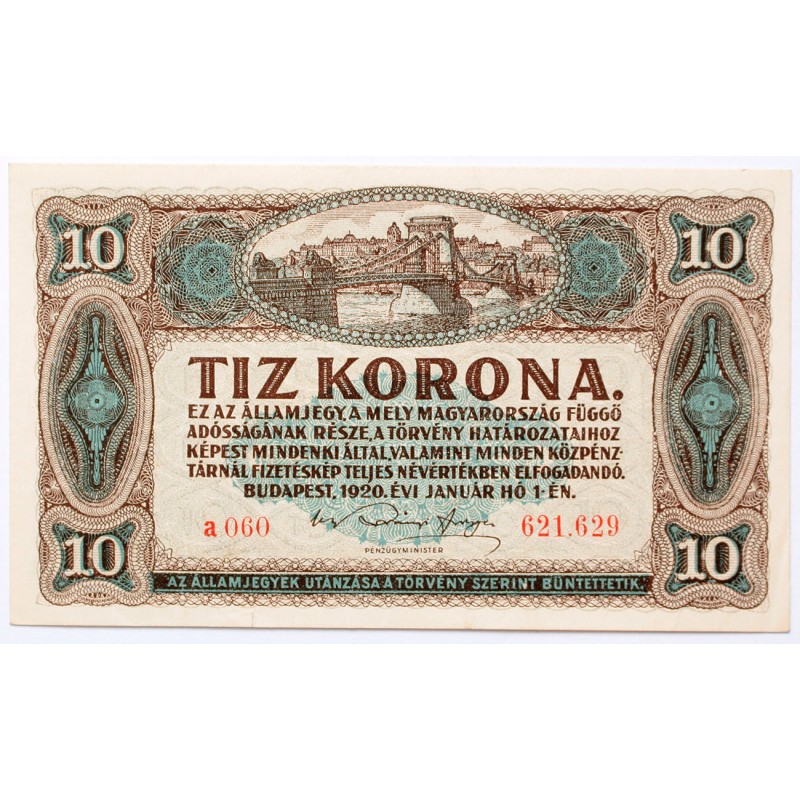 10 10
TIZ KORONA.
EZ AZ ÁLLAMJEGY, A MELY MAGYARORSZÁG FÜGGŐ
ADÓSSÁGÁNAK RÉSZE, A TÖRVÉNY HATÁROZATAIHOZ
KÉPEST MINDENKI ÁLTAL, VALAMINT MINDEN KÖZPÉNZ-
TÁRNÁL FIZETÉSKÉP TELJES NÉVÉRTÉKBEN ELFOGADANDÓ.
BUDAPEST, 1920. ÉVI JANUÁR HÓ 1-ÉN.
a 060 621.629
PÉNZÜGYMINISTER
10 10
AZ ÁLLAMJEGYEK UTÁNZÁSA A TÖRVÉNY SZERINT BÜNTETTETIK.